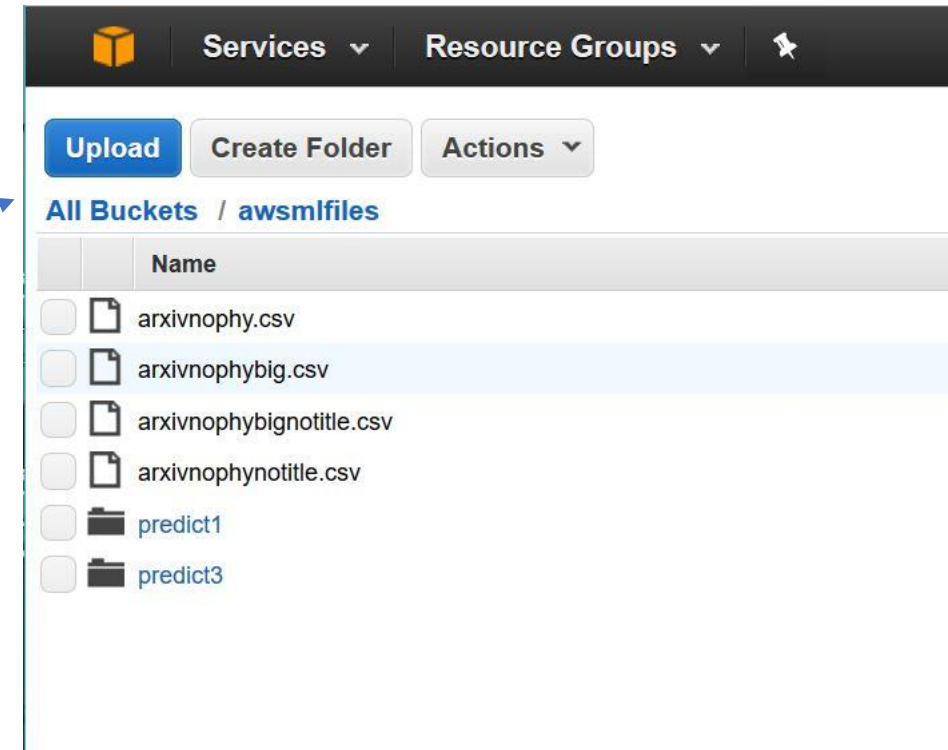 Services Resource Groups
Upload Create Folder Actions
All Buckets / awsmlfiles
Name
arxivnophy.csv
arxivnophybig.csv
arxivnophybignotitle.csv
arxivnophynotitle.csv
predict1
predict3